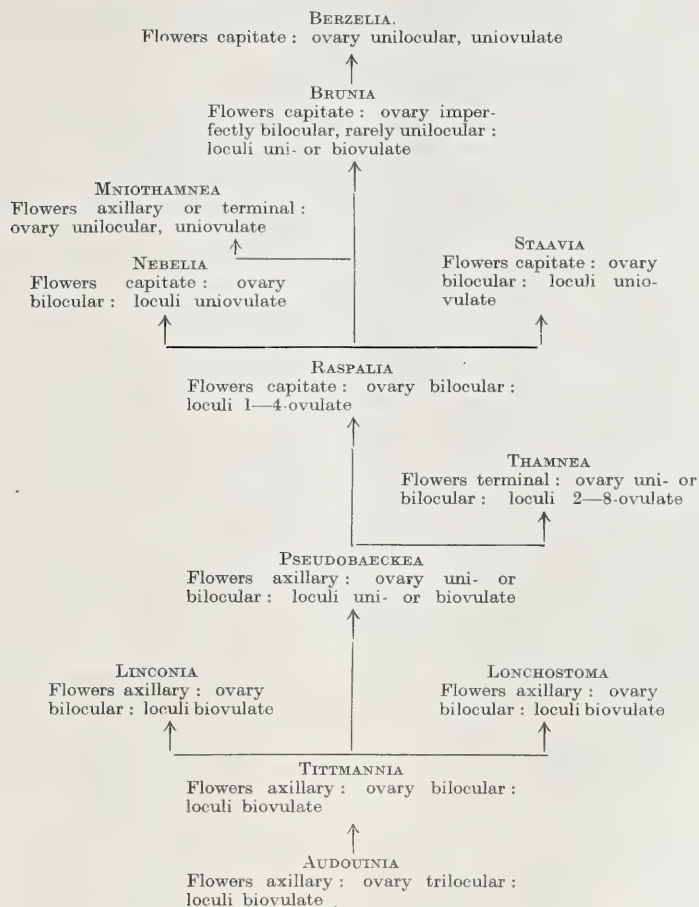 BERZELIA.
Flowers capitate : ovary unilocular, uniovulate
BRUNIA
Flowers capitate : ovary imper-
fectly bilocular, rarely unilocular :
loculi uni- or biovulate
MNIOTHAMNEA
Flowers axillary or terminal :
ovary unilocular, uniovulate
STAAVIA
Flowers capitate : ovary
bilocular : loculi unio-
vulate
NEBELIA
Flowers capitate : ovary
bilocular : loculi uniovulate
RASPALIA
Flowers capitate : ovary bilocular :
loculi 1—4-ovulate
THAMNEA
Flowers terminal : ovary uni- or
bilocular : loculi 2—8-ovulate
PSEUDOBAECKEA
Flowers axillary : ovary uni- or
bilocular : loculi uni- or biovulate
LINCONIA
Flowers axillary : ovary
bilocular : loculi biovulate
LONCHOSTOMA
Flowers axillary : ovary
bilocular : loculi biovulate
TITTMANNIA
Flowers axillary : ovary bilocular :
loculi biovulate
AUDOUINIA
Flowers axillary : ovary trilocular :
loculi biovulate